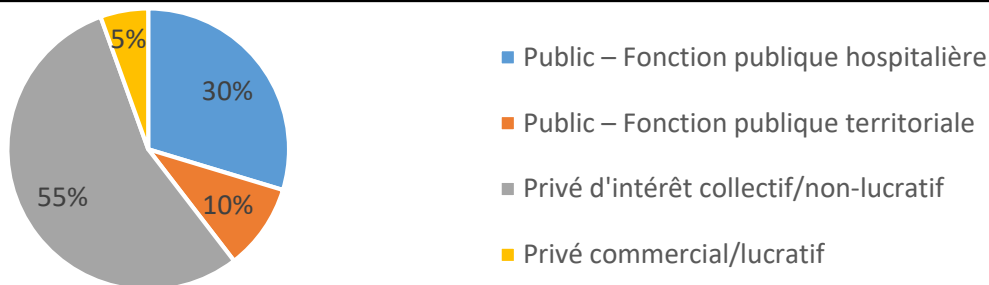 5%
30%
10%
55%
Public – Fonction publique hospitalière
Public – Fonction publique territoriale
Privé d'intérêt collectif/non-lucratif
Privé commercial/lucratif